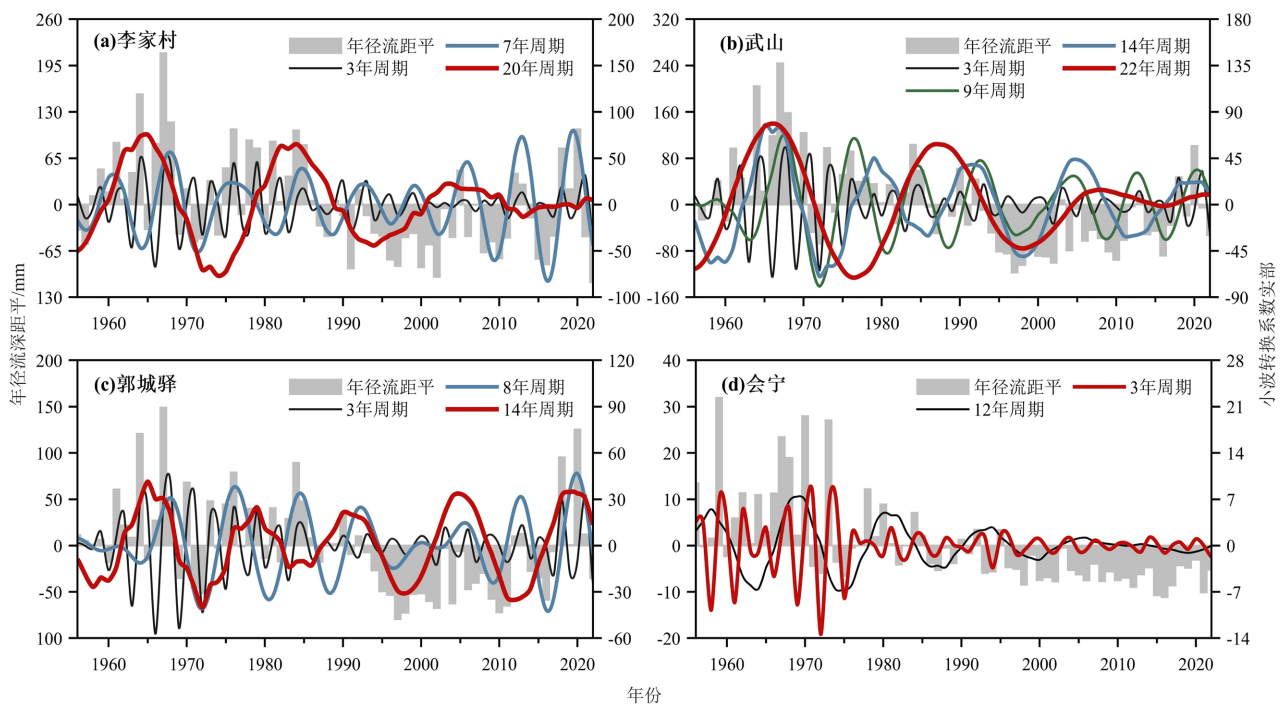 (a)李家村
年径流距平
7年周期
3年周期
20年周期
260
195
130
65
0
-65
130
200
150
100
50
0
-50
-100
1960 1970 1980 1990 2000 2010 2020
(b)武山
年径流距平
14年周期
3年周期
22年周期
9年周期
320
240
160
80
0
-80
-160
180
135
90
45
0
-45
-90
1960 1970 1980 1990 2000 2010 2020
年径流深距平/mm
小波转换系数实部
(c)郭城驿
年径流距平
8年周期
3年周期
14年周期
200
150
100
50
0
-50
100
120
90
60
30
0
-30
-60
1960 1970 1980 1990 2000 2010 2020
(d)会宁
年径流距平
3年周期
12年周期
40
30
20
10
0
-10
-20
28
21
14
7
0
-7
-14
1960 1970 1980 1990 2000 2010 2020
年份